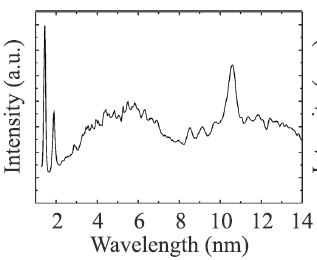 Intensity (a.u.)
2 4 6 8 10 12 14
Wavelength (nm)